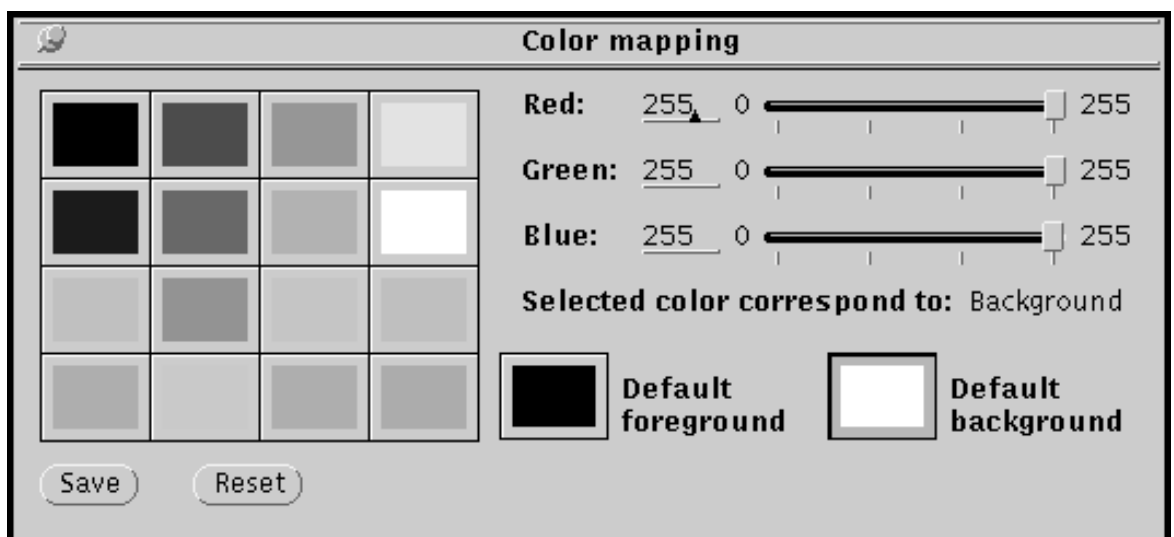 Color mapping
Red: 255 0 255
Green: 255 0 255
Blue: 255 0 255
Selected color correspond to: Background
Default foreground
Default background
Save Reset